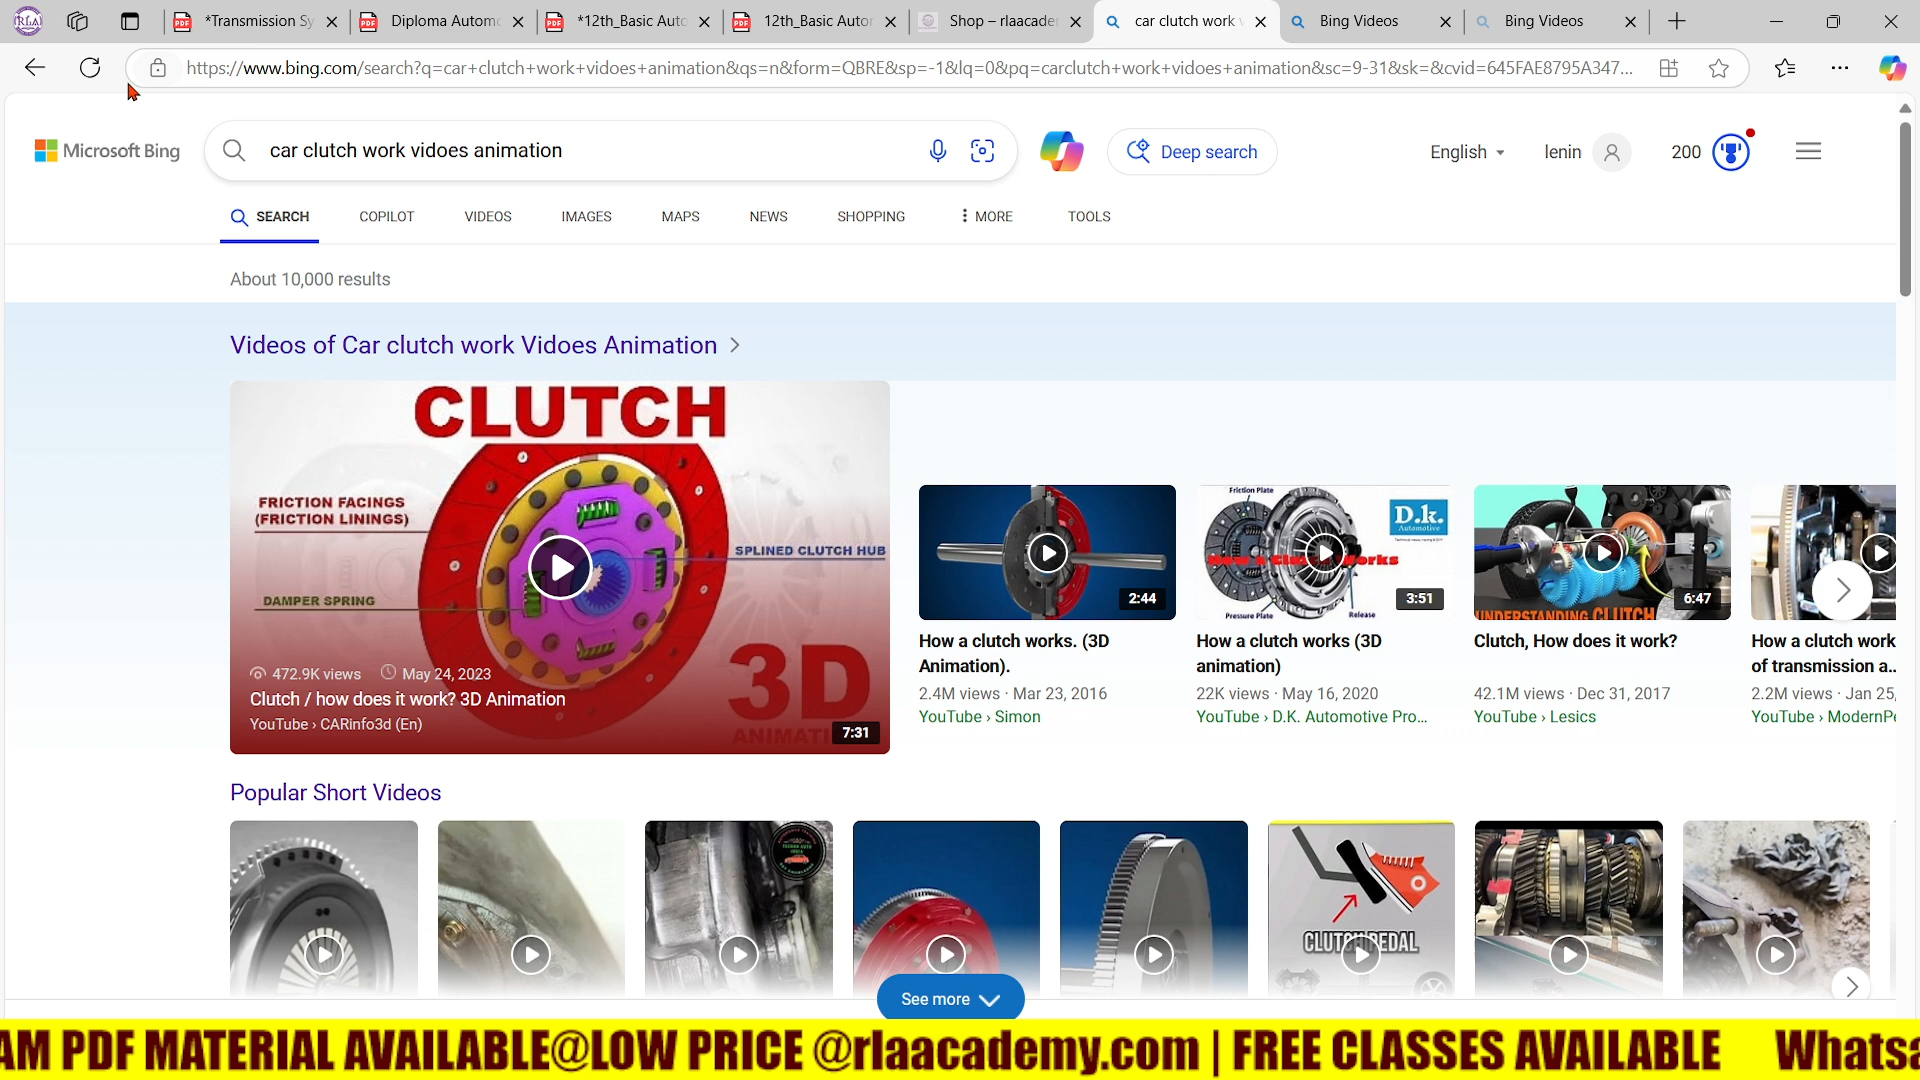 *Transmission Sy
Diploma Automo
*12th_Basic Auto
12th_Basic Autor
Shop – rlaacader
car clutch work v
Bing Videos
Bing Videos
https://www.bing.com/search?q=car+clutch+work+vidoes+animation&qs=n&form=QBRE&sp=-1&lq=0&pq=carclutch+work+vidoes+animation&sc=9-31&sk=&cvid=645FAE8795A347...
Microsoft Bing
car clutch work vidoes animation
Deep search
English
lenin
200
SEARCH
COPILOT
VIDEOS
IMAGES
MAPS
NEWS
SHOPPING
MORE
TOOLS
About 10,000 results
Videos of Car clutch work Vidoes Animation
CLUTCH
FRICTION FACINGS
(FRICTION LININGS)
SPLINED CLUTCH HUB
DAMPER SPRING
3D
472.9K views May 24, 2023
Clutch / how does it work? 3D Animation
YouTube › CARinfo3d (En)
7:31
2:44
How a clutch works. (3D
Animation).
2.4M views · Mar 23, 2016
YouTube › Simon
Friction Plate
D.k.
Automotive
Pressure Plate
Release
3:51
How a clutch works (3D
animation)
22K views · May 16, 2020
YouTube › D.K. Automotive Pro...
UNDERSTANDING CLUTCH
6:47
Clutch, How does it work?
42.1M views · Dec 31, 2017
YouTube › Lesics
How a clutch work
of transmission a..
2.2M views · Jan 25,
YouTube › ModernPe
Popular Short Videos
CLUTCH PEDAL
See more
AM PDF MATERIAL AVAILABLE@LOW PRICE @rlaacademy.com | FREE CLASSES AVAILABLE Whatsa